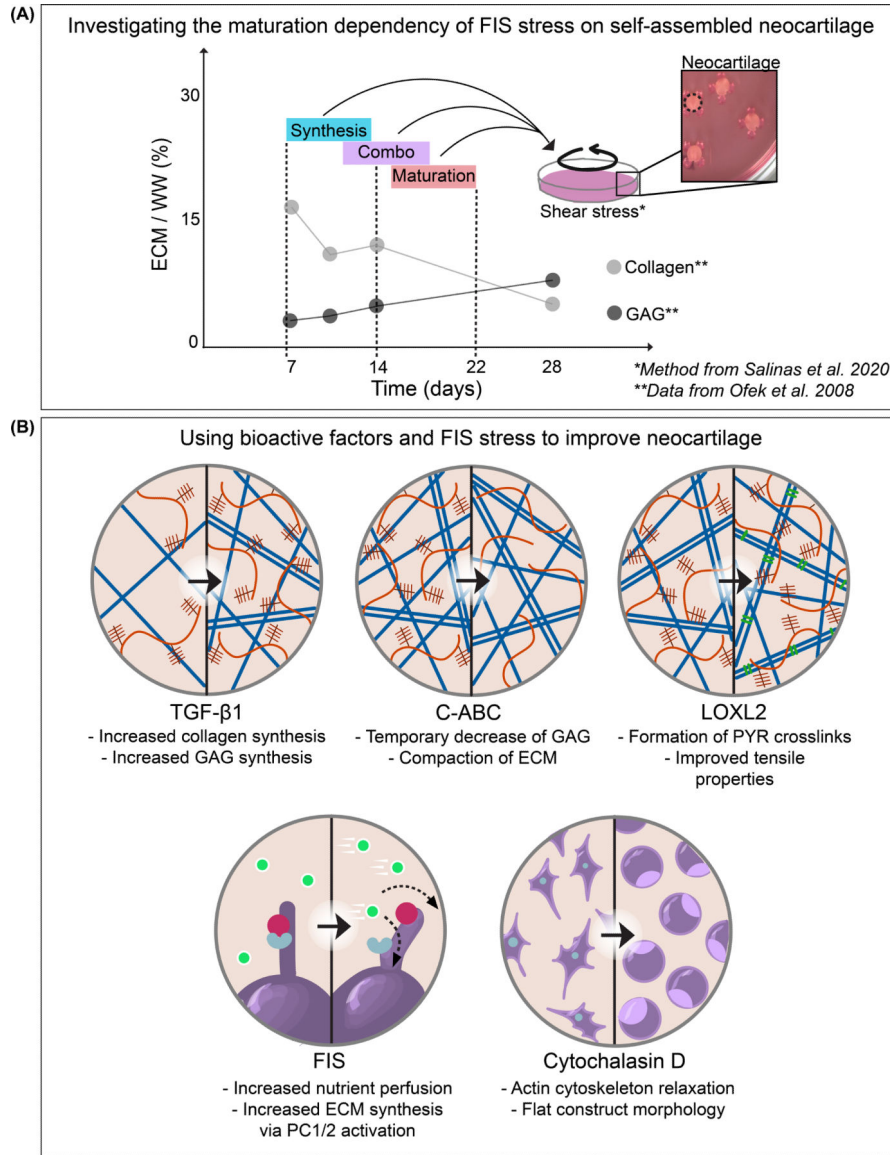 (A)
Investigating the maturation dependency of FIS stress on self-assembled neocartilage
ECM / WW (%)
30
15
0
Synthesis
Combo
Maturation
Neocartilage
Shear stress*
Collagen**
GAG**
7
14
22
28
Time (days)
*Method from Salinas et al. 2020
**Data from Ofek et al. 2008
(B)
Using bioactive factors and FIS stress to improve neocartilage
TGF-β1
- Increased collagen synthesis
- Increased GAG synthesis
C-ABC
- Temporary decrease of GAG
- Compaction of ECM
LOXL2
- Formation of PYR crosslinks
- Improved tensile
properties
FIS
- Increased nutrient perfusion
- Increased ECM synthesis
via PC1/2 activation
Cytochalasin D
- Actin cytoskeleton relaxation
- Flat construct morphology